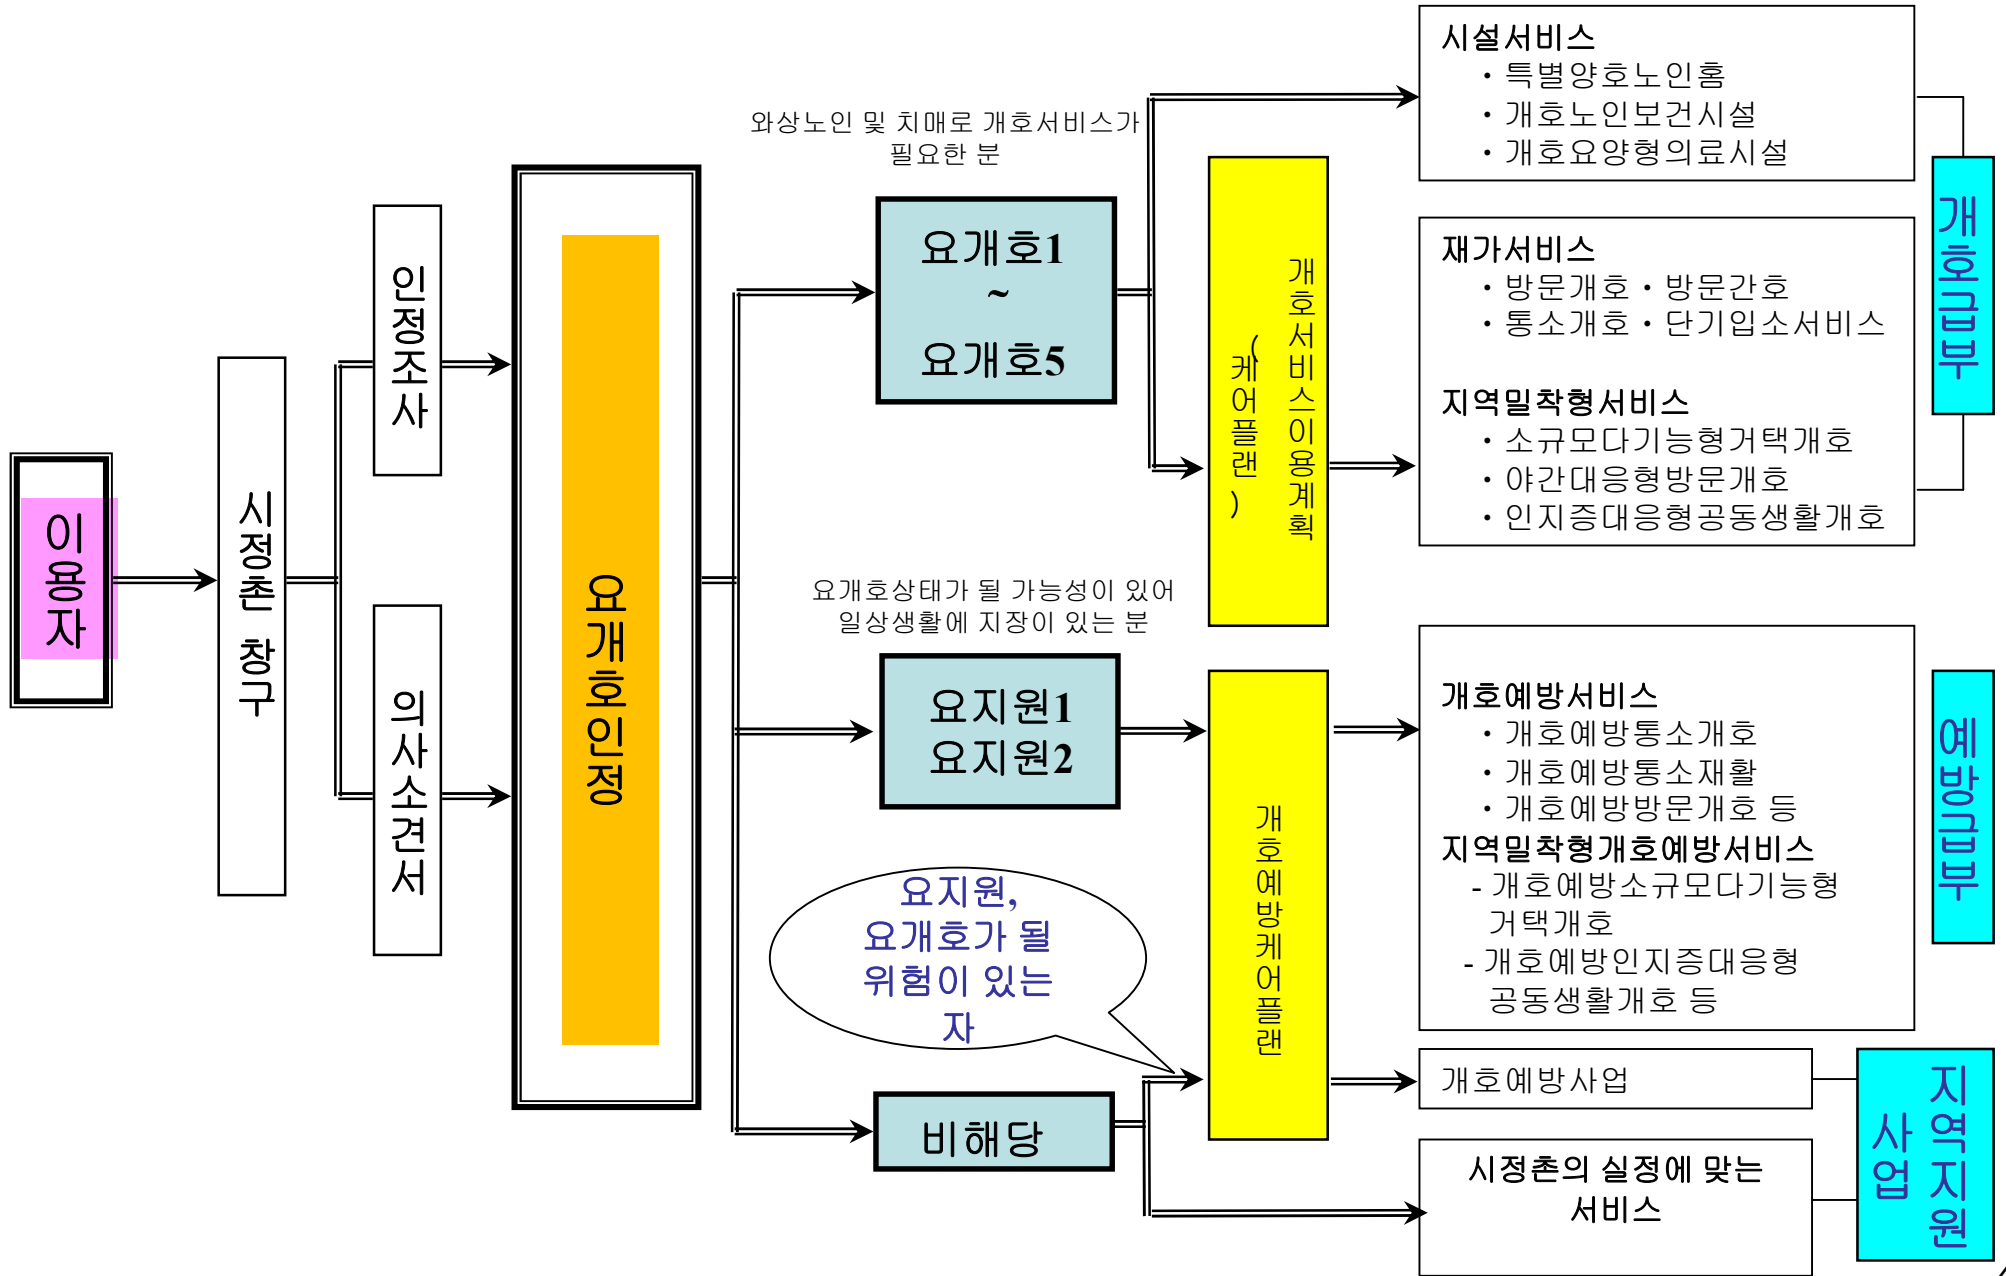 이용자
시정촌 창구
인정조사
의사소견서
요개호인정
와상노인 및 치매로 개호서비스가
필요한 분
요개호1
~
요개호5
요개호상태가 될 가능성이 있어
일상생활에 지장이 있는 분
요지원1
요지원2
요지원,
요개호가 될
위험이 있는
자
비해당
개호서비스이용계획
(케어플랜)
개호예방케어플랜
시설서비스
・특별양호노인홈
・개호노인보건시설
・개호요양형의료시설
재가서비스
・방문개호・방문간호
・통소개호・단기입소서비스
지역밀착형서비스
・소규모다기능형거택개호
・야간대응형방문개호
・인지증대응형공동생활개호
개호급부
개호예방서비스
・개호예방통소개호
・개호예방통소재활
・개호예방방문개호 등
지역밀착형개호예방서비스
- 개호예방소규모다기능형
거택개호
- 개호예방인지증대응형
공동생활개호 등
예방급부
개호예방사업
시정촌의 실정에 맞는
서비스
지역지원
사업